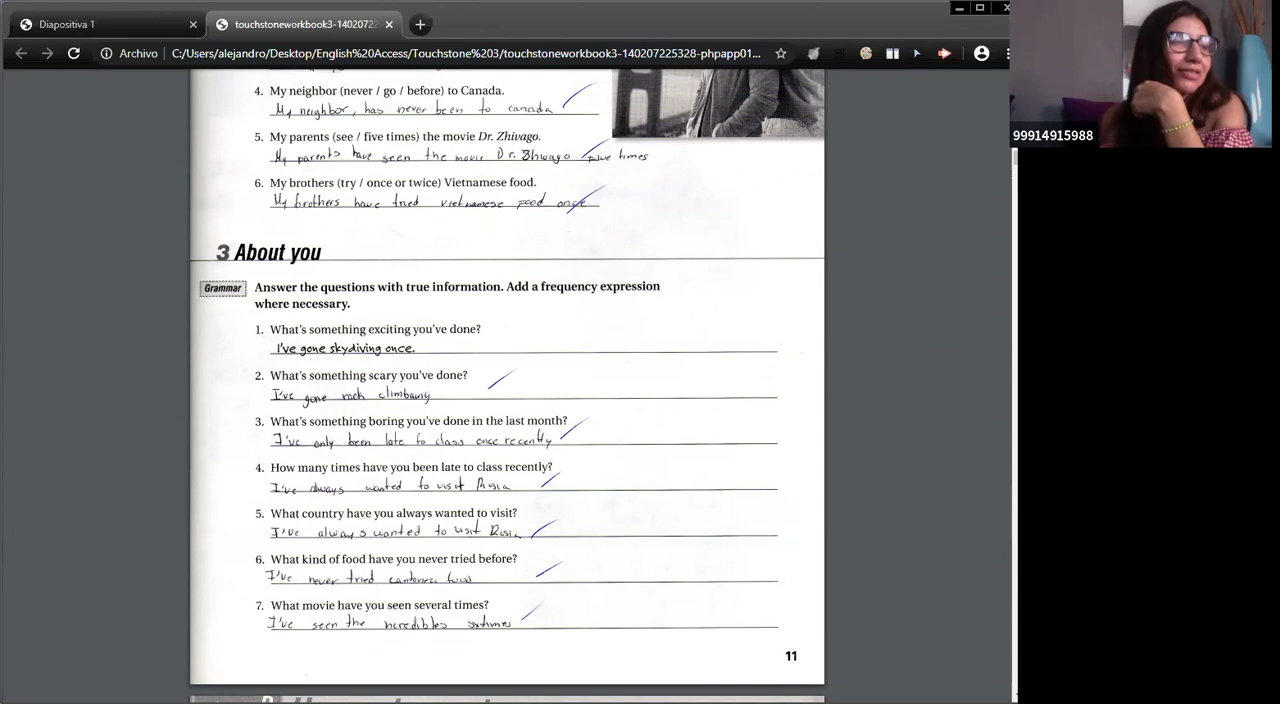 Diapositiva 1
touchstoneworkbook3-14020722
Archivo C:/Users/alejandro/Desktop/English%20Access/Touchstone%203/touchstoneworkbook3-140207225328-phpapp01...
99914915988
4. My neighbor (never / go / before) to Canada.
My neighbor, has never been to canada
5. My parents (see / five times) the movie Dr. Zhivago.
My parents have seen the movie Dr. times
6. My brothers (try / once or twice) Vietnamese food.
My brothers have tried vietnamese food once
3 About you
Grammar
Answer the questions with true information. Add a frequency expression
where necessary.
1. What's something exciting you've done?
I've gone skydiving once.
2. What's something scary you've done?
I've gone rock
3. What's something boring you've done in the last month?
I've only been late to class once recently
4. How many times have you been late to class recently?
I've always wanted to visit
5. What country have you always wanted to visit?
I've always wanted to visit
6. What kind of food have you never tried before?
I've never tried
7. What movie have you seen several times?
I've seen the
11